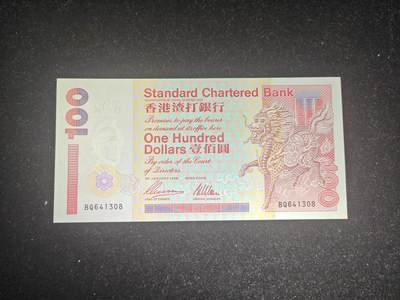 100
Standard Chartered Bank
香港渣打銀行
Promises to pay the bearer
on demand at its office here
One Hundred
Dollars 壹佰圓
By order of the Court
of Directors
BQ641308
BQ641308
100